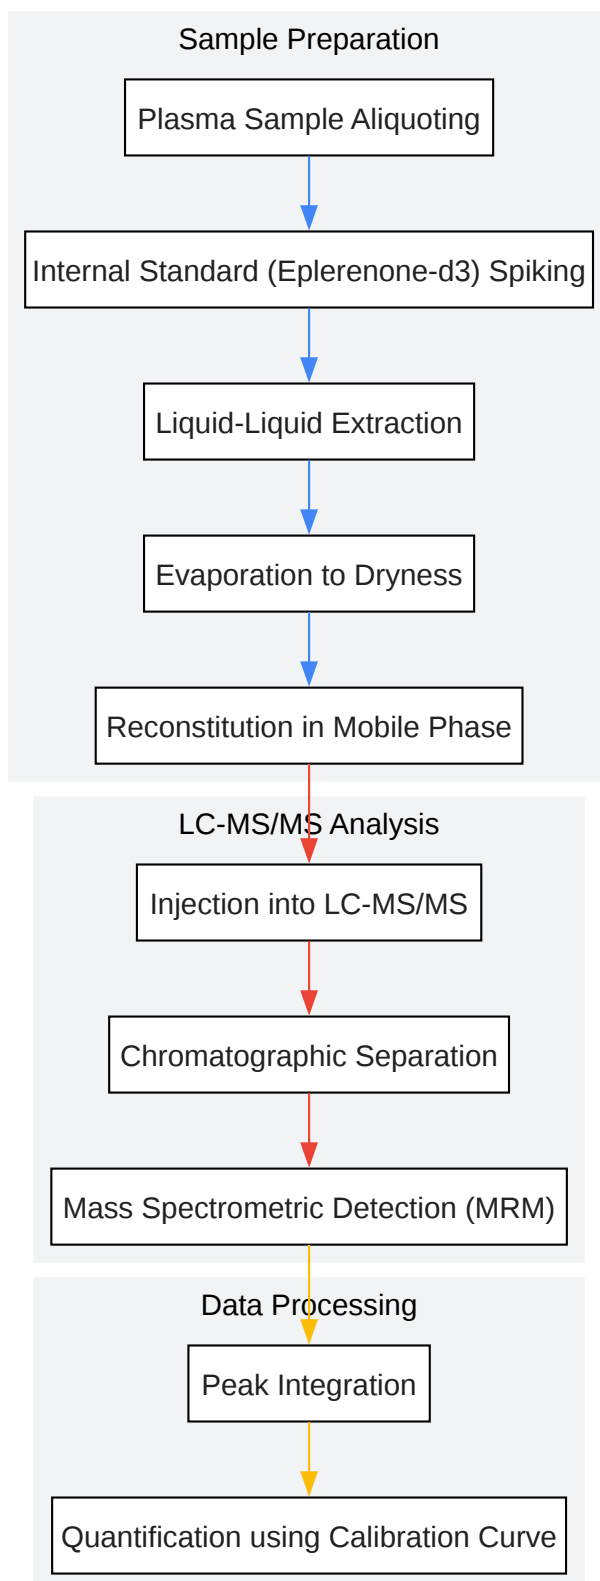 Sample Preparation
Plasma Sample Aliquoting
Internal Standard (Eplerenone-d3) Spiking
Liquid-Liquid Extraction
Evaporation to Dryness
Reconstitution in Mobile Phase
LC-MS/MS Analysis
Injection into LC-MS/MS
Chromatographic Separation
Mass Spectrometric Detection (MRM)
Data Processing
Peak Integration
Quantification using Calibration Curve